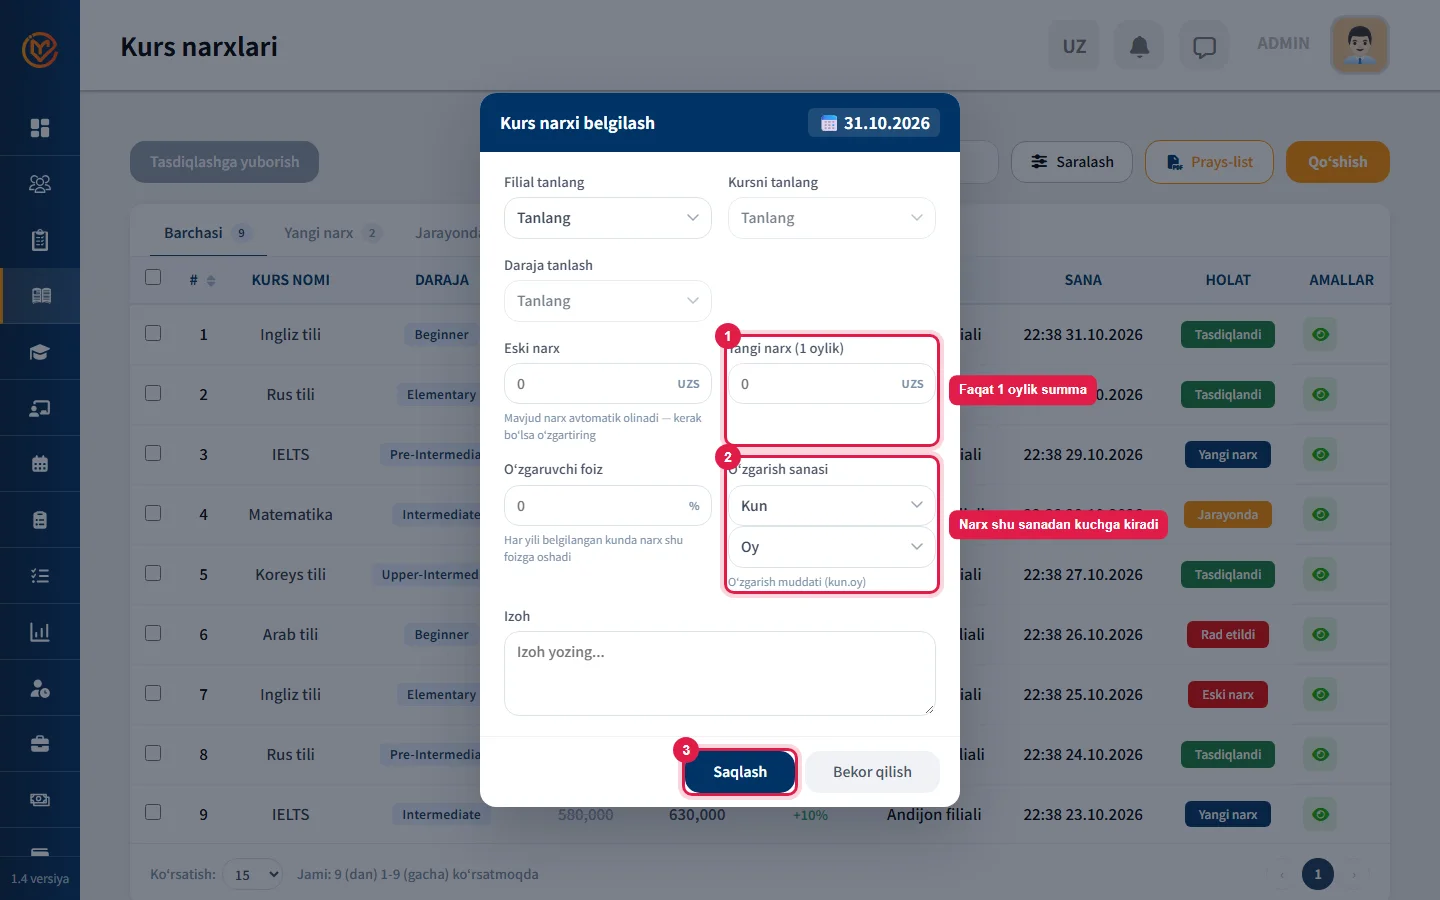 Kurs narxlari
UZ
ADMIN
Kurs narxi belgilash
31.10.2026
Tasdiqlashga yuborish
Saralash
Prays-list
Qo‘shish
Filial tanlang
Kursni tanlang
Tanlang
Tanlang
Daraja tanlash
Tanlang
Eski narx
Yangi narx (1 oylik)
1
0 UZS
0 UZS
Faqat 1 oylik summa
Mavjud narx avtomatik olinadi — kerak
bo‘lsa o‘zgartiring
O‘zgaruvchi foiz
O‘zgarish sanasi
2
0 %
Kun
Oy
Narx shu sanadan kuchga kiradi
Har yili belgilangan kunda narx shu
foizga oshadi
O‘zgarish muddati (kun.oy)
Izoh
Izoh yozing...
3
Saqlash
Bekor qilish
Barchasi 9
Yangi narx 2
# KURS NOMI DARAJA SANA HOLAT AMALLAR
1 Ingliz tili Beginner 22:38 31.10.2026 Tasdiqlandi
2 Rus tili Elementary Tasdiqlandi
3 IELTS 22:38 29.10.2026 Yangi narx
4 Matematika Intermediate Jarayonda
5 Koreys tili 22:38 27.10.2026 Tasdiqlandi
6 Arab tili Beginner 22:38 26.10.2026 Rad etildi
7 Ingliz tili Elementary 22:38 25.10.2026 Eski narx
8 Rus tili 22:38 24.10.2026 Tasdiqlandi
9 IELTS Intermediate 580,000 630,000 +10% Andijon filiali 22:38 23.10.2026 Yangi narx
Ko‘rsatish: 15 Jami: 9 (dan) 1-9 (gacha) ko‘rsatmoqda
1
1.4 versiya